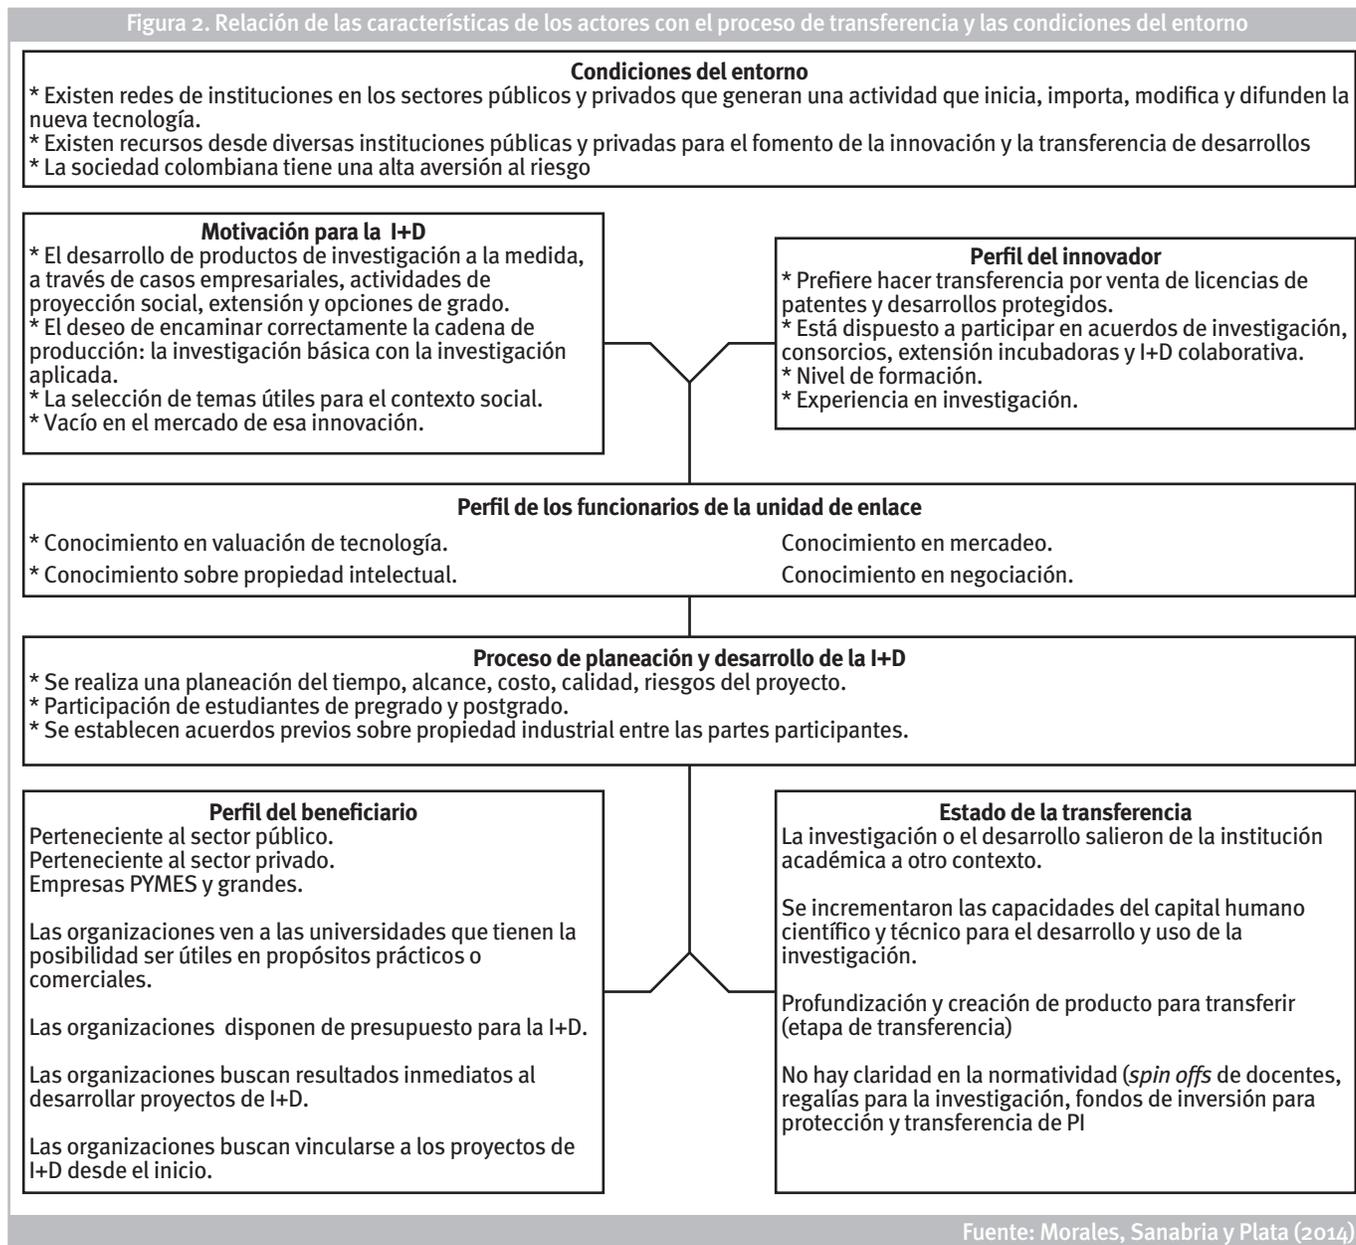 Figura 2. Relación de las características de los actores con el proceso de transferencia y las condiciones del entorno
Condiciones del entorno
* Existen redes de instituciones en los sectores públicos y privados que generan una actividad que inicia, importa, modifica y difunden la
nueva tecnología.
* Existen recursos desde diversas instituciones públicas y privadas para el fomento de la innovación y la transferencia de desarrollos
* La sociedad colombiana tiene una alta aversión al riesgo
Motivación para la I+D
* El desarrollo de productos de investigación a la medida,
a través de casos empresariales, actividades de
proyección social, extensión y opciones de grado.
* El deseo de encaminar correctamente la cadena de
producción: la investigación básica con la investigación
aplicada.
* La selección de temas útiles para el contexto social.
* Vacío en el mercado de esa innovación.
Perfil del innovador
* Prefiere hacer transferencia por venta de licencias de
patentes y desarrollos protegidos.
* Está dispuesto a participar en acuerdos de investigación,
consorcios, extensión incubadoras y I+D colaborativa.
* Nivel de formación.
* Experiencia en investigación.
Perfil de los funcionarios de la unidad de enlace
* Conocimiento en valuación de tecnología.
Conocimiento en mercadeo.
* Conocimiento sobre propiedad intelectual.
Conocimiento en negociación.
Proceso de planeación y desarrollo de la I+D
* Se realiza una planeación del tiempo, alcance, costo, calidad, riesgos del proyecto.
* Participación de estudiantes de pregrado y postgrado.
* Se establecen acuerdos previos sobre propiedad industrial entre las partes participantes.
Perfil del beneficiario
Perteneciente al sector público.
Perteneciente al sector privado.
Empresas PYMES y grandes.
Las organizaciones ven a las universidades que tienen la
posibilidad ser útiles en propósitos prácticos o
comerciales.
Las organizaciones disponen de presupuesto para la I+D.
Las organizaciones buscan resultados inmediatos al
desarrollar proyectos de I+D.
Las organizaciones buscan vincularse a los proyectos de
I+D desde el inicio.
Estado de la transferencia
La investigación o el desarrollo salieron de la institución
académica a otro contexto.
Se incrementaron las capacidades del capital humano
científico y técnico para el desarrollo y uso de la
investigación.
Profundización y creación de producto para transferir
(etapa de transferencia)
No hay claridad en la normatividad (spin offs de docentes,
regalías para la investigación, fondos de inversión para
protección y transferencia de PI
Fuente: Morales, Sanabria y Plata (2014)